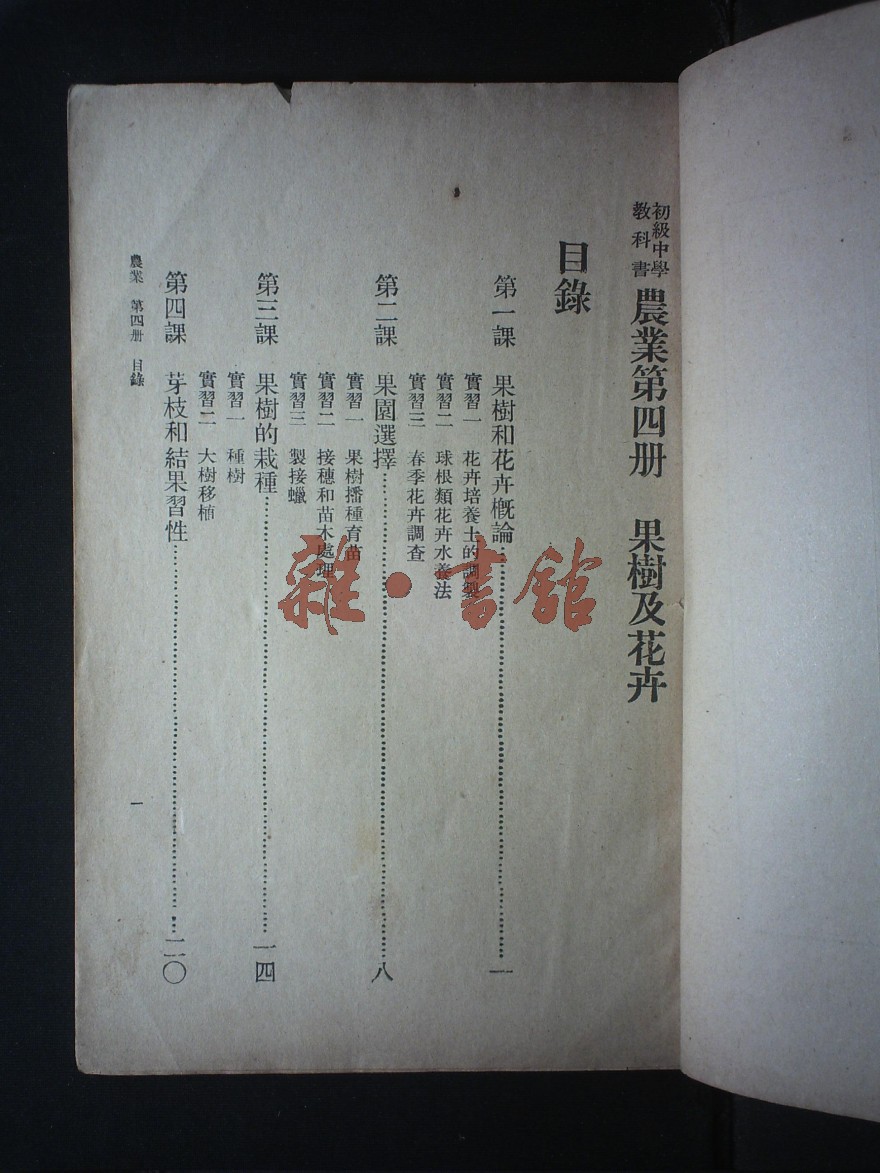 初級中學
教科書
農業第四册 果樹及花卉
目錄
第一課 果樹和花卉概論……一
實習一 花卉培養土的調製
實習二 球根類花卉水養法
實習三 春季花卉調查
第二課 果園選擇……八
實習一 果樹播種育苗
實習二 接穗和苗木處理
實習三 製接蠟
第三課 果樹的栽種……一四
實習一 種樹
實習二 大樹移植
第四課 芽枝和結果習性……二〇
農業 第四册 目錄 一
雜·書館